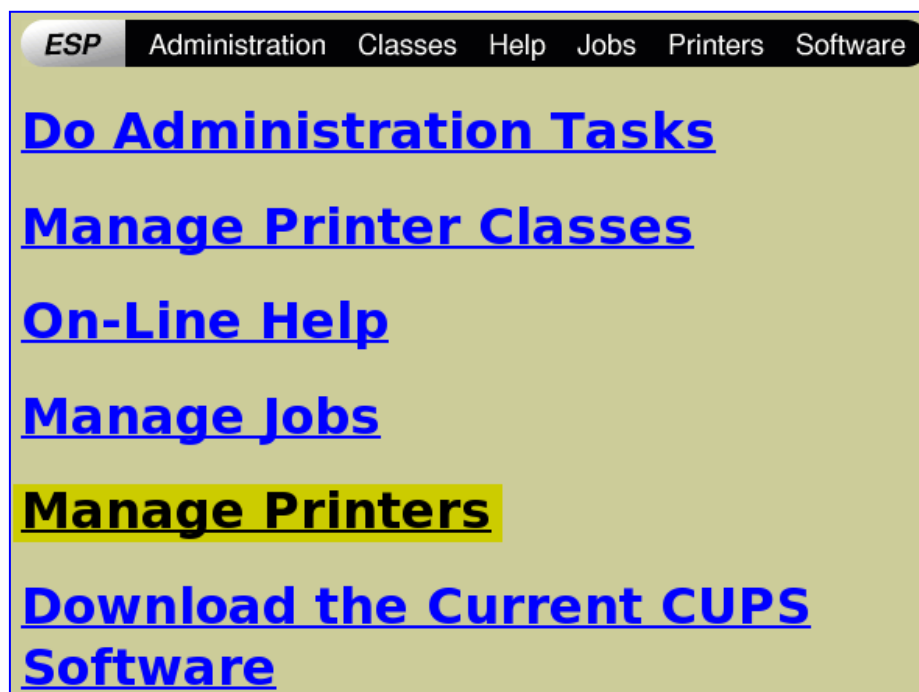 ESP Administration Classes Help Jobs Printers Software
Do Administration Tasks
Manage Printer Classes
On-Line Help
Manage Jobs
Manage Printers
Download the Current CUPS
Software